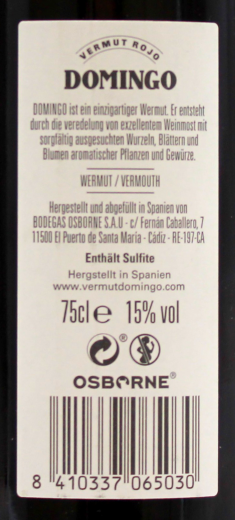 VERMUT ROJO
DOMINGO
DOMINGO ist ein einzigartiger Wermut. Er entsteht
durch die veredelung von exzellentem Weinmost mit
sorgfältig ausgesuchten Wurzeln, Blättern und
Blumen aromatischer Pflanzen und Gewürze.
WERMUT / VERMOUTH
Hergestellt und abgefüllt in Spanien von
BODEGAS OSBORNE S.A.U - c/ Fernán Caballero, 7
11500 El Puerto de Santa María - Cádiz - RE-197-CA
Enthält Sulfite
Hergstellt in Spanien
www.vermutdomingo.com
75cl e 15% vol
®
OSBORNE®
8 410337 065030